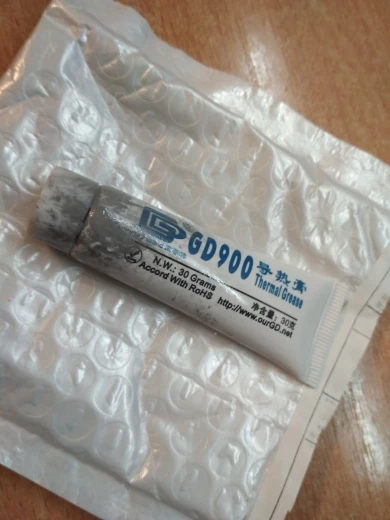 GD900 导热膏
Thermal Grease
N.W.: 30 Grams
净含量: 30克
Accord With RoHS http://www.ourGD.net